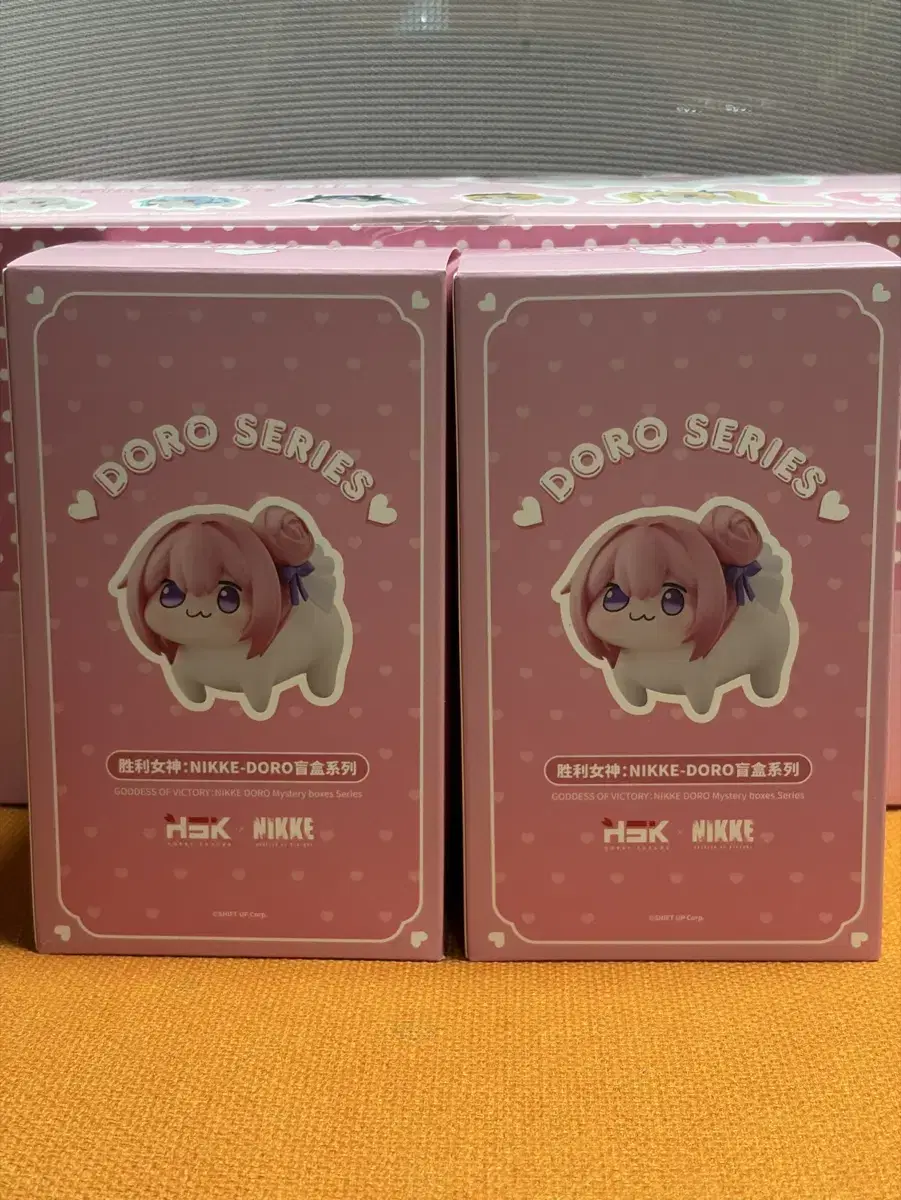 DORO SERIES
胜利女神:NIKKE-DORO盲盒系列
GODDESS OF VICTORY: NIKKE DORO Mystery boxes Series
HSK NIKKE
©SHIFT UP Corp.
DORO SERIES
胜利女神:NIKKE-DORO盲盒系列
GODDESS OF VICTORY: NIKKE DORO Mystery boxes Series
HSK NIKKE
©SHIFT UP Corp.